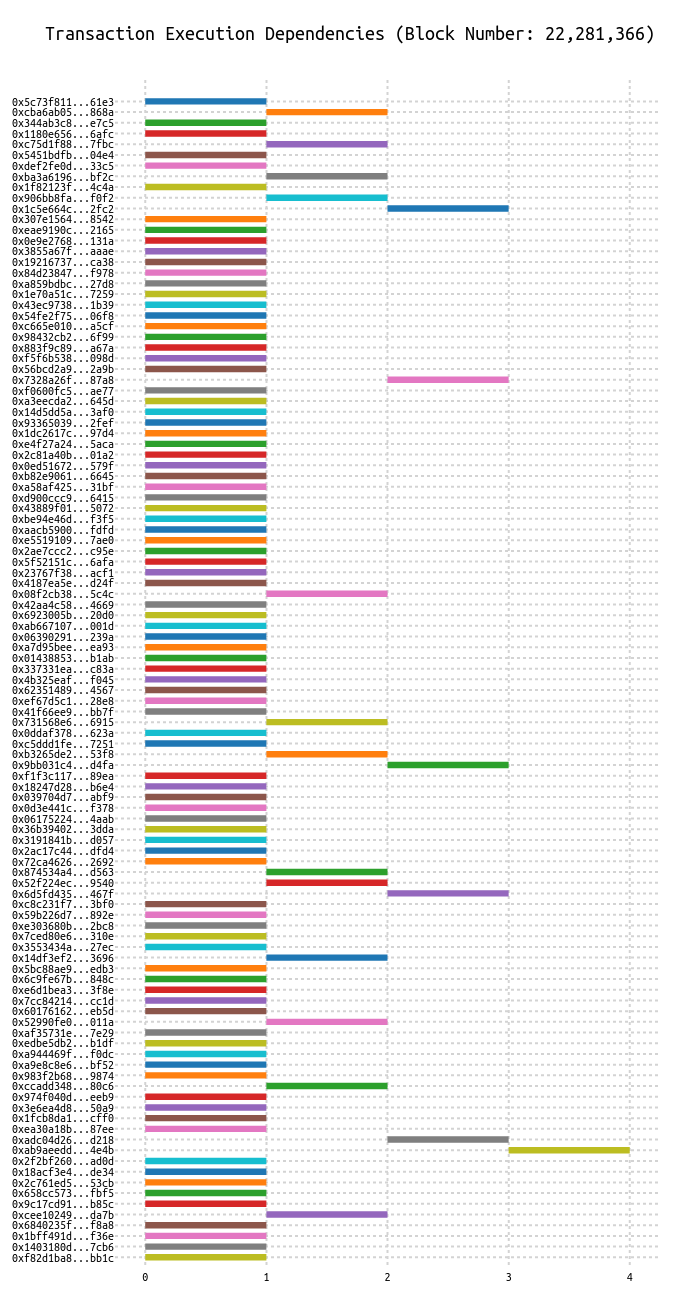 Transaction Execution Dependencies (Block Number: 22,281,366)
0x5c73f811...61e3
0xcba6ab05...868a
0x344ab3c8...e7c5
0x1180e656...6afc
0xc75d1f88...7fbc
0x5451bdfb...04e4
0xdef2fe0d...33c5
0xba3a6196...bf2c
0x1f82123f...4c4a
0x906bb8fa...f0f2
0x1c5e664c...2fc2
0x307e1564...8542
0xeae9190c...2165
0x0e9e2768...131a
0x3855a67f...aaae
0x19216737...ca38
0x84d23847...f978
0xa859bdbc...27d8
0x1e70a51c...7259
0x43ec9738...1b39
0x54fe2f75...06f8
0xc665e010...a5cf
0x98432cb2...6f99
0x883f9c89...a67a
0xf5f6b538...098d
0x56bcd2a9...2a9b
0x7328a26f...87a8
0xf0600fc5...ae77
0xa3eecda2...645d
0x14d5dd5a...3af0
0x93365039...2fef
0x1dc2617c...97d4
0xe4f27a24...5aca
0x2c81a40b...01a2
0x0ed51672...579f
0xb82e9061...6645
0xa58af425...31bf
0xd900ccc9...6415
0x43889f01...5072
0xbe94e46d...f3f5
0xaacb5900...fdfd
0xe5519109...7ae0
0x2ae7ccc2...c95e
0x5f52151c...6afa
0x23767f38...acf1
0x4187ea5e...d24f
0x08f2cb38...5c4c
0x42aa4c58...4669
0x6923005b...20d0
0xab667107...001d
0x06390291...239a
0xa7d95bee...ea93
0x01438853...b1ab
0x337331ea...c83a
0x4b325eaf...f045
0x62351489...4567
0xef67d5c1...28e8
0x41f66ee9...bb7f
0x731568e6...6915
0x0ddaf378...623a
0xc5ddd1fe...7251
0xb3265de2...53f8
0x9bb031c4...d4fa
0xf1f3c117...89ea
0x18247d28...b6e4
0x039704d7...abf9
0x0d3e441c...f378
0x06175224...4aab
0x36b39402...3dda
0x3191841b...d057
0x2ac17c44...dfd4
0x72ca4626...2692
0x874534a4...d563
0x52f224ec...9540
0x6d5fd435...467f
0xc8c231f7...3bf0
0x59b226d7...892e
0xe303680b...2bc8
0x7ced80e6...310e
0x3553434a...27ec
0x14df3ef2...3696
0x5bc88ae9...edb3
0x6c9fe67b...848c
0xe6d1bea3...3f8e
0x7cc84214...cc1d
0x60176162...eb5d
0x52990fe0...011a
0xaf35731e...7e29
0xedbe5db2...b1df
0xa944469f...f0dc
0xa9e8c8e6...bf52
0x983f2b68...9874
0xccadd348...80c6
0x974f040d...eeb9
0x3e6ea4d8...50a9
0x1fcb8da1...cff0
0xea30a18b...87ee
0xadc04d26...d218
0xab9aeedd...4e4b
0x2f2bf260...ad0d
0x18acf3e4...de34
0x2c761ed5...53cb
0x658cc573...fbf5
0x9c17cd91...b85c
0xcee10249...da7b
0x6840235f...f8a8
0x1bff491d...f36e
0x1403180d...7cb6
0xf82d1ba8...bb1c
0 1 2 3 4